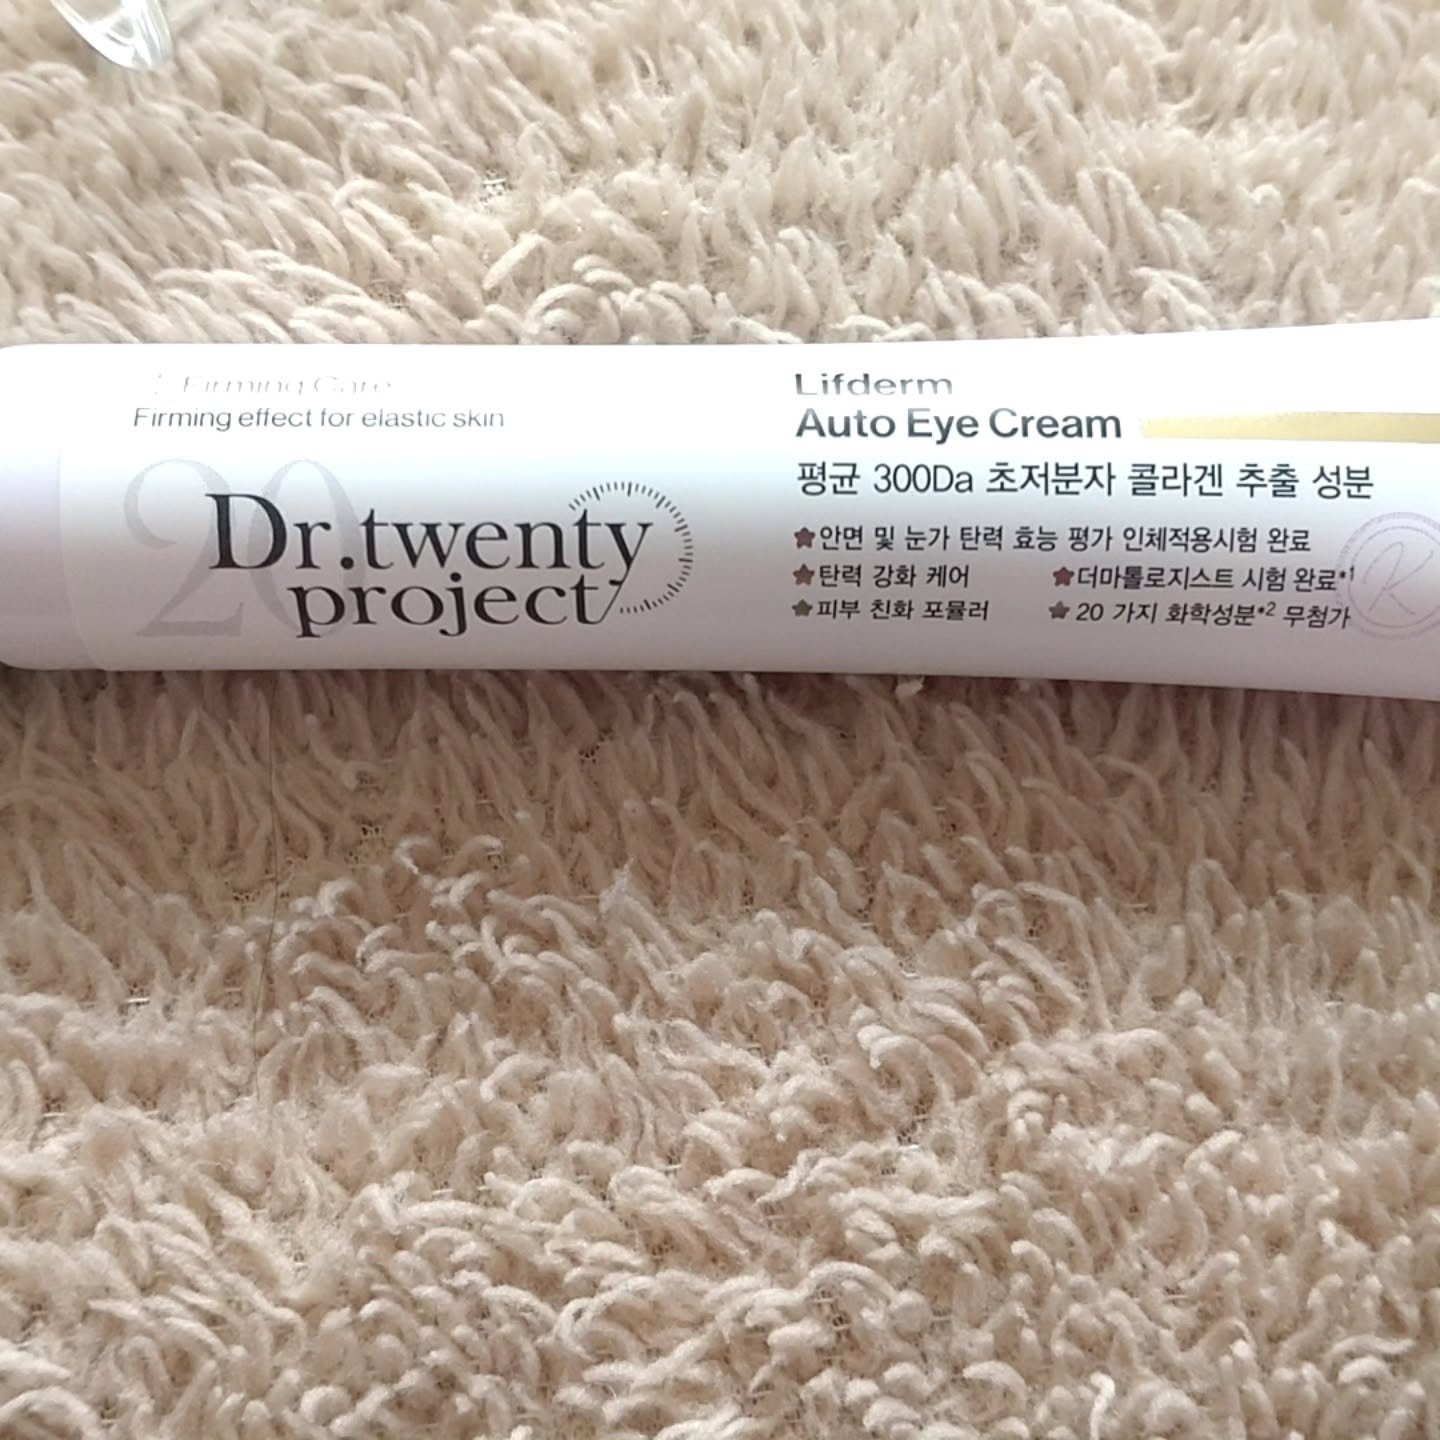 Firming Care
Firming effect for elastic skin
20
Dr.twenty
project
Lifderm
Auto Eye Cream
평균 300Da 초저분자 콜라겐 추출 성분
★안면 및 눈가 탄력 효능 평가 인체적용시험 완료
★탄력 강화 케어 ★더마톨로지스트 시험 완료*1
★피부 친화 포뮬러 ★20 가지 화학성분*2 무첨가